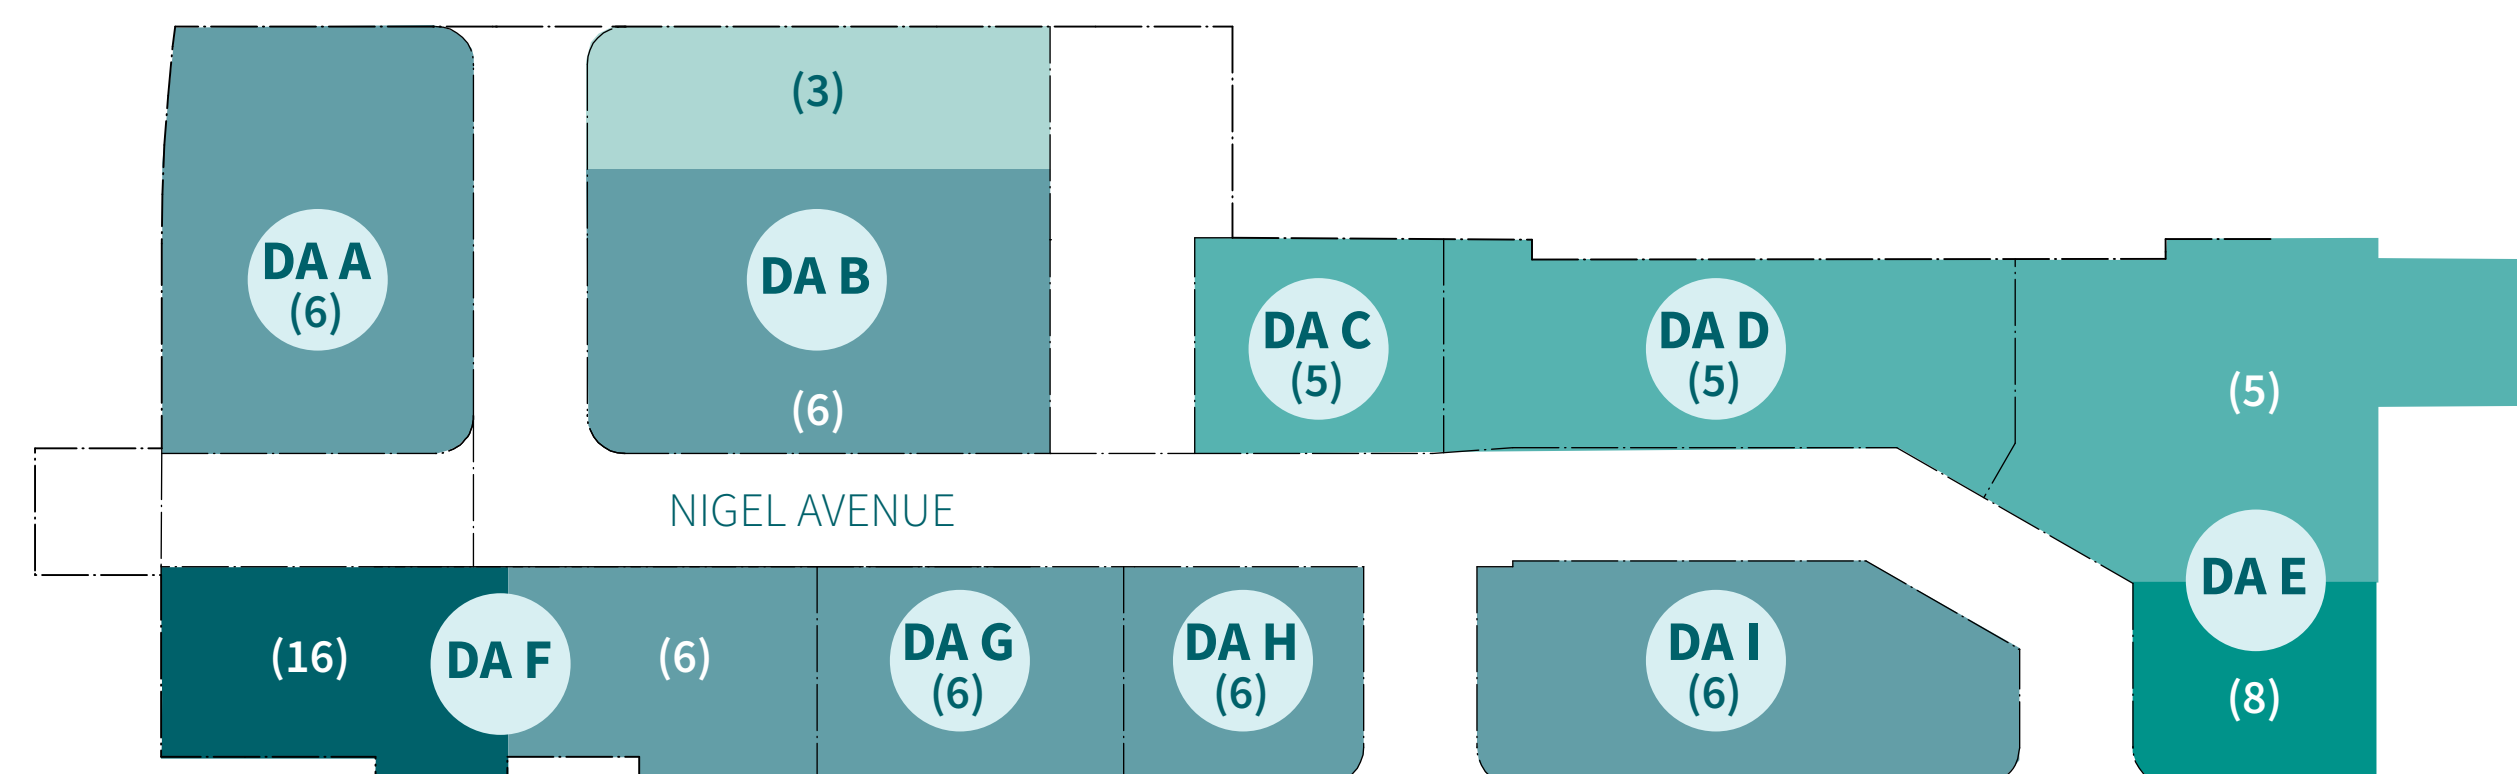 (3)
DA A
(6)
DA B
(6)
DA C
(5)
DA D
(5)
(5)
NIGEL AVENUE
DA E
(8)
(16)
DA F
(6)
DA G
(6)
DA H
(6)
DA I
(6)